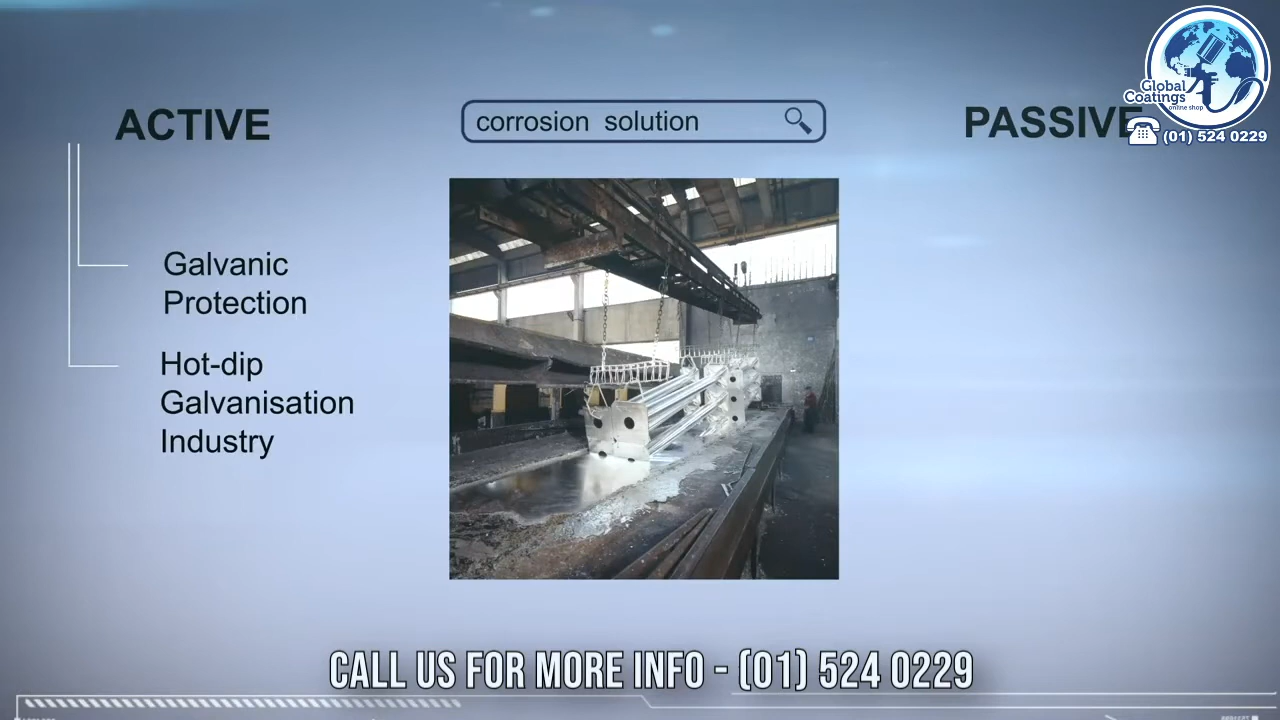 ACTIVE
corrosion solution
PASSIVE
Global
Coatings
online shop
(01) 524 0229
Galvanic
Protection
Hot-dip
Galvanisation
Industry
CALL US FOR MORE INFO - (01) 524 0229